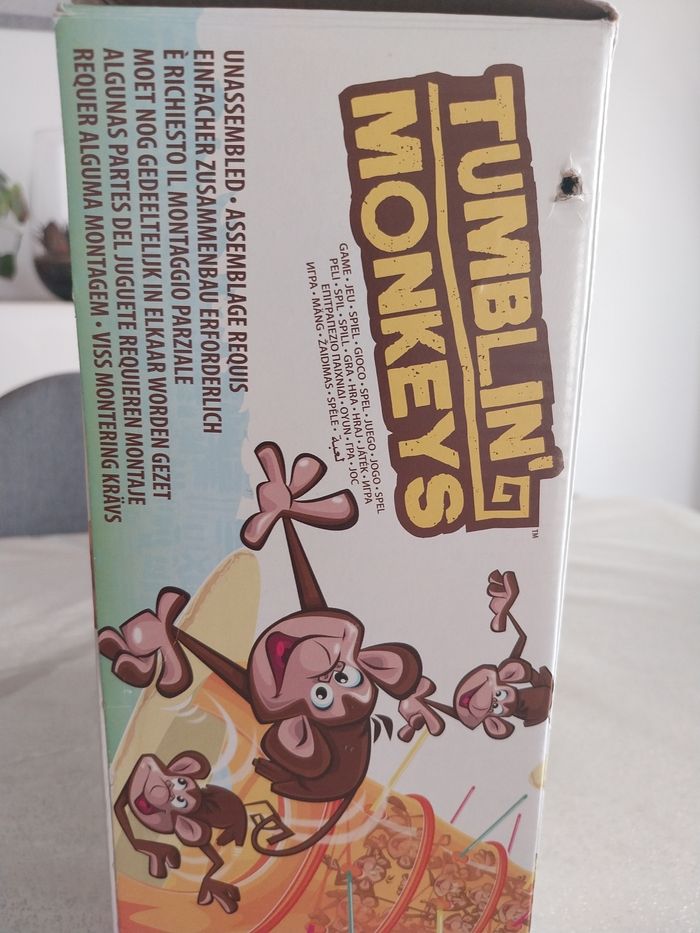 TUMBLIN'
MONKEYS
™
GAME • JEU • SPIEL • GIOCO • SPEL • JUEGO • JOGO • SPEL
PELI • SPIL • SPILL • GRA • HRA • HRAJ • JÁTÉK • ИГРА
ΕΠΙΤΡΑΠΕΖΙΟ ΠΑΙΧΝΙΔΙ • OYUN • ГРА • JOC
ИГРА • MÄNG • ŽAIDIMAS • SPĒLE • لعبة
UNASSEMBLED • ASSEMBLAGE REQUIS
EINFACHER ZUSAMMENBAU ERFORDERLICH
È RICHIESTO IL MONTAGGIO PARZIALE
MOET NOG GEDEELTELIJK IN ELKAAR WORDEN GEZET
ALGUNAS PARTES DEL JUGUETE REQUIEREN MONTAJE
REQUER ALGUMA MONTAGEM • VISS MONTERING KRÄVS